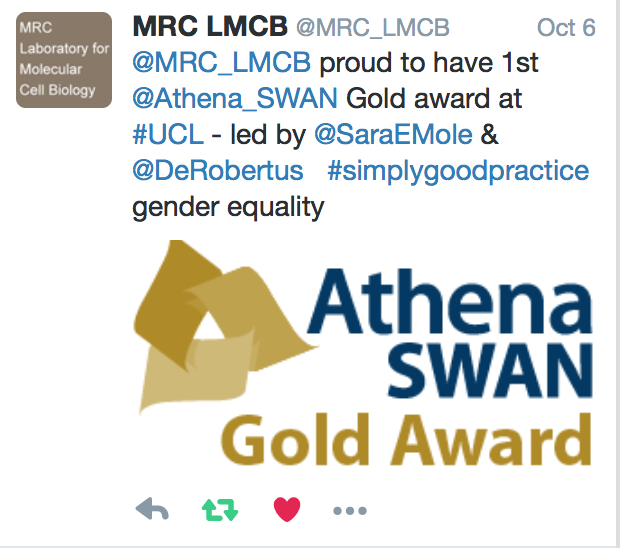 MRC
Laboratory for
Molecular
Cell Biology
MRC LMCB @MRC_LMCB Oct 6
@MRC_LMCB proud to have 1st
@Athena_SWAN Gold award at
#UCL - led by @SaraEMole &
@DeRobertus #simplygoodpractice
gender equality
Athena
SWAN
Gold Award